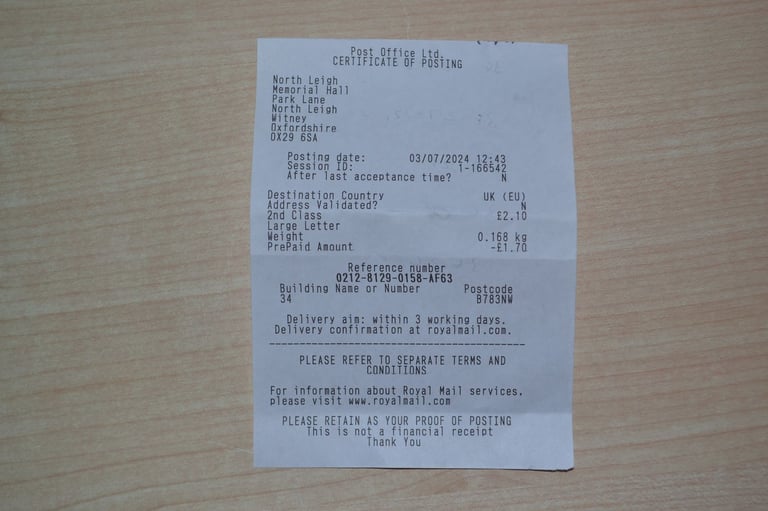 Post Office Ltd.
CERTIFICATE OF POSTING
North Leigh
Memorial Hall
Park Lane
North Leigh
Witney
Oxfordshire
OX29 6SA
Posting date: 03/07/2024 12:43
Session ID: 1-166542
After last acceptance time? N
Destination Country UK (EU)
Address Validated? N
2nd Class £2.10
Large Letter
Weight 0.168 kg
PrePaid Amount -£1.70
Reference number
0212-8129-0158-AF63
Building Name or Number Postcode
34 B783NW
Delivery aim: within 3 working days.
Delivery confirmation at royalmail.com.
PLEASE REFER TO SEPARATE TERMS AND
CONDITIONS
For information about Royal Mail services,
please visit www.royalmail.com
PLEASE RETAIN AS YOUR PROOF OF POSTING
This is not a financial receipt
Thank You